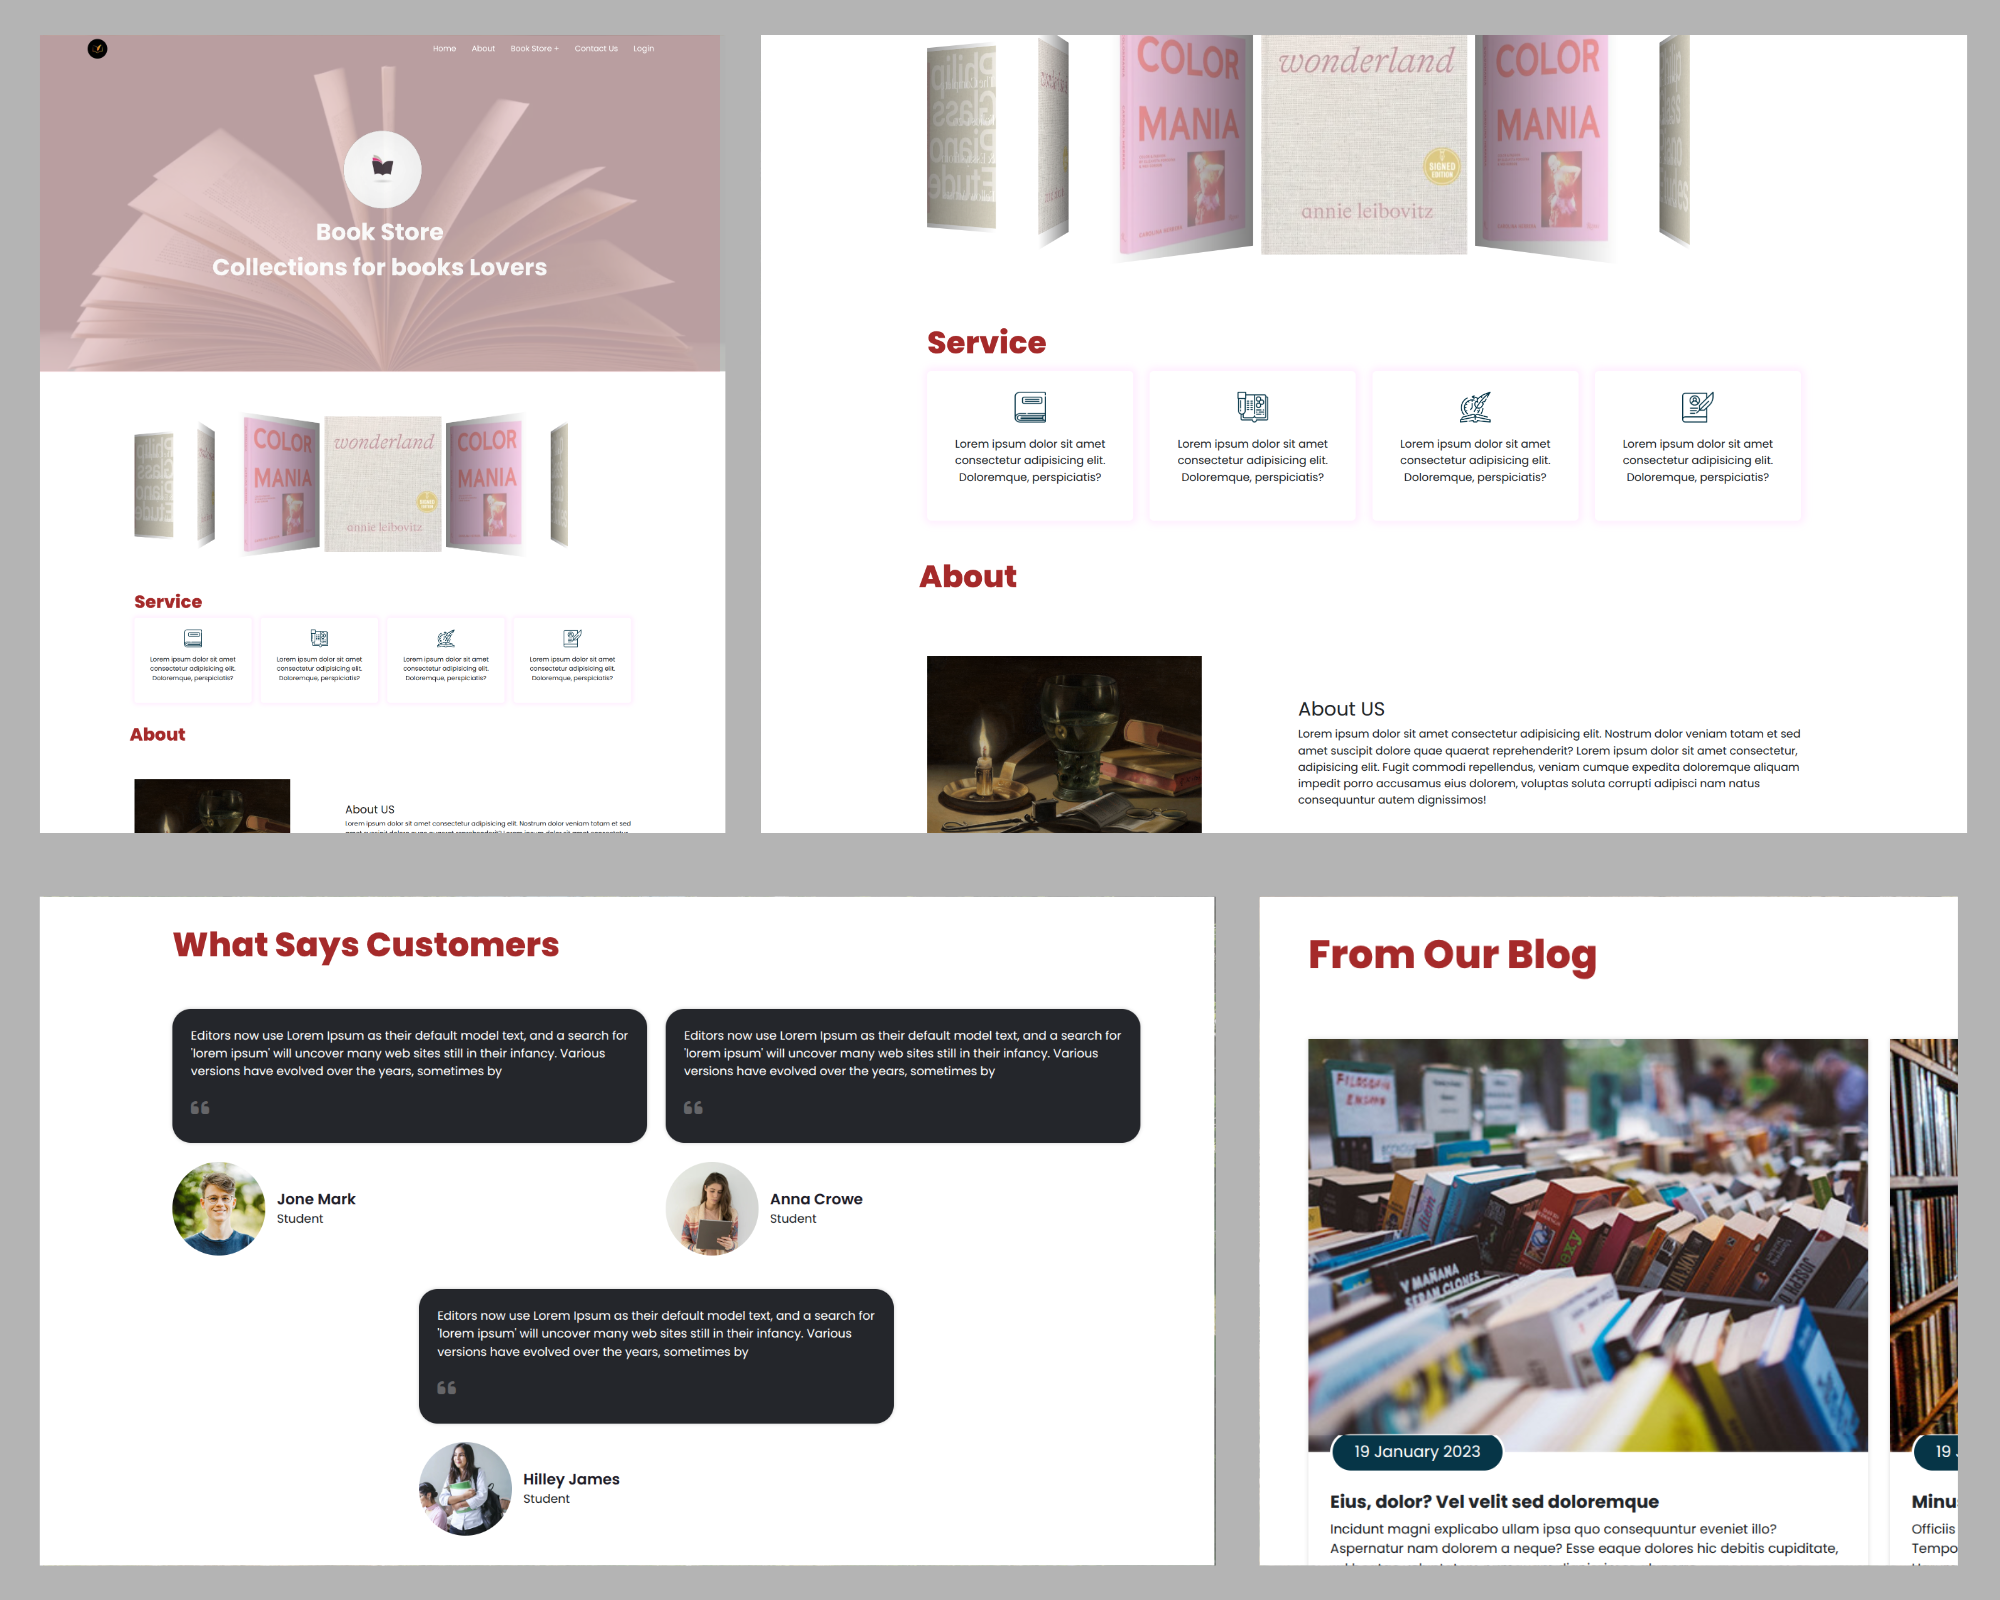 Home About Book Store + Contact Us Login
Book Store
Collections for books Lovers
COLOR
MANIA
wonderland
SIGNED
EDITION
annie leibovitz
COLOR
MANIA
Service
Lorem ipsum dolor sit amet
consectetur adipisicing elit.
Doloremque, perspiciatis?
Lorem ipsum dolor sit amet
consectetur adipisicing elit.
Doloremque, perspiciatis?
Lorem ipsum dolor sit amet
consectetur adipisicing elit.
Doloremque, perspiciatis?
Lorem ipsum dolor sit amet
consectetur adipisicing elit.
Doloremque, perspiciatis?
About
About US
Lorem ipsum dolor sit amet consectetur adipisicing elit. Nostrum dolor veniam totam et sed
Philip
Glass
Piano
Etude
COLOR
MANIA
wonderland
SIGNED
EDITION
annie leibovitz
COLOR
MANIA
Service
Lorem ipsum dolor sit amet
consectetur adipisicing elit.
Doloremque, perspiciatis?
Lorem ipsum dolor sit amet
consectetur adipisicing elit.
Doloremque, perspiciatis?
Lorem ipsum dolor sit amet
consectetur adipisicing elit.
Doloremque, perspiciatis?
Lorem ipsum dolor sit amet
consectetur adipisicing elit.
Doloremque, perspiciatis?
About
About US
Lorem ipsum dolor sit amet consectetur adipisicing elit. Nostrum dolor veniam totam et sed
amet suscipit dolore quae quaerat reprehenderit? Lorem ipsum dolor sit amet consectetur,
adipisicing elit. Fugit commodi repellendus, veniam cumque expedita doloremque aliquam
impedit porro accusamus eius dolorem, voluptas soluta corrupti adipisci nam natus
consequuntur autem dignissimos!
What Says Customers
Editors now use Lorem Ipsum as their default model text, and a search for
'lorem ipsum' will uncover many web sites still in their infancy. Various
versions have evolved over the years, sometimes by
Jone Mark
Student
Editors now use Lorem Ipsum as their default model text, and a search for
'lorem ipsum' will uncover many web sites still in their infancy. Various
versions have evolved over the years, sometimes by
Anna Crowe
Student
Editors now use Lorem Ipsum as their default model text, and a search for
'lorem ipsum' will uncover many web sites still in their infancy. Various
versions have evolved over the years, sometimes by
Hilley James
Student
From Our Blog
FILOSOFIA
ENSAYO
Y MAÑANA
SERAN CLONES
19 January 2023
Eius, dolor? Vel velit sed doloremque
Incidunt magni explicabo ullam ipsa quo consequuntur eveniet illo?
Aspernatur nam dolorem a neque? Esse eaque dolores hic debitis cupiditate,
19
Minu
Officiis
Tempo